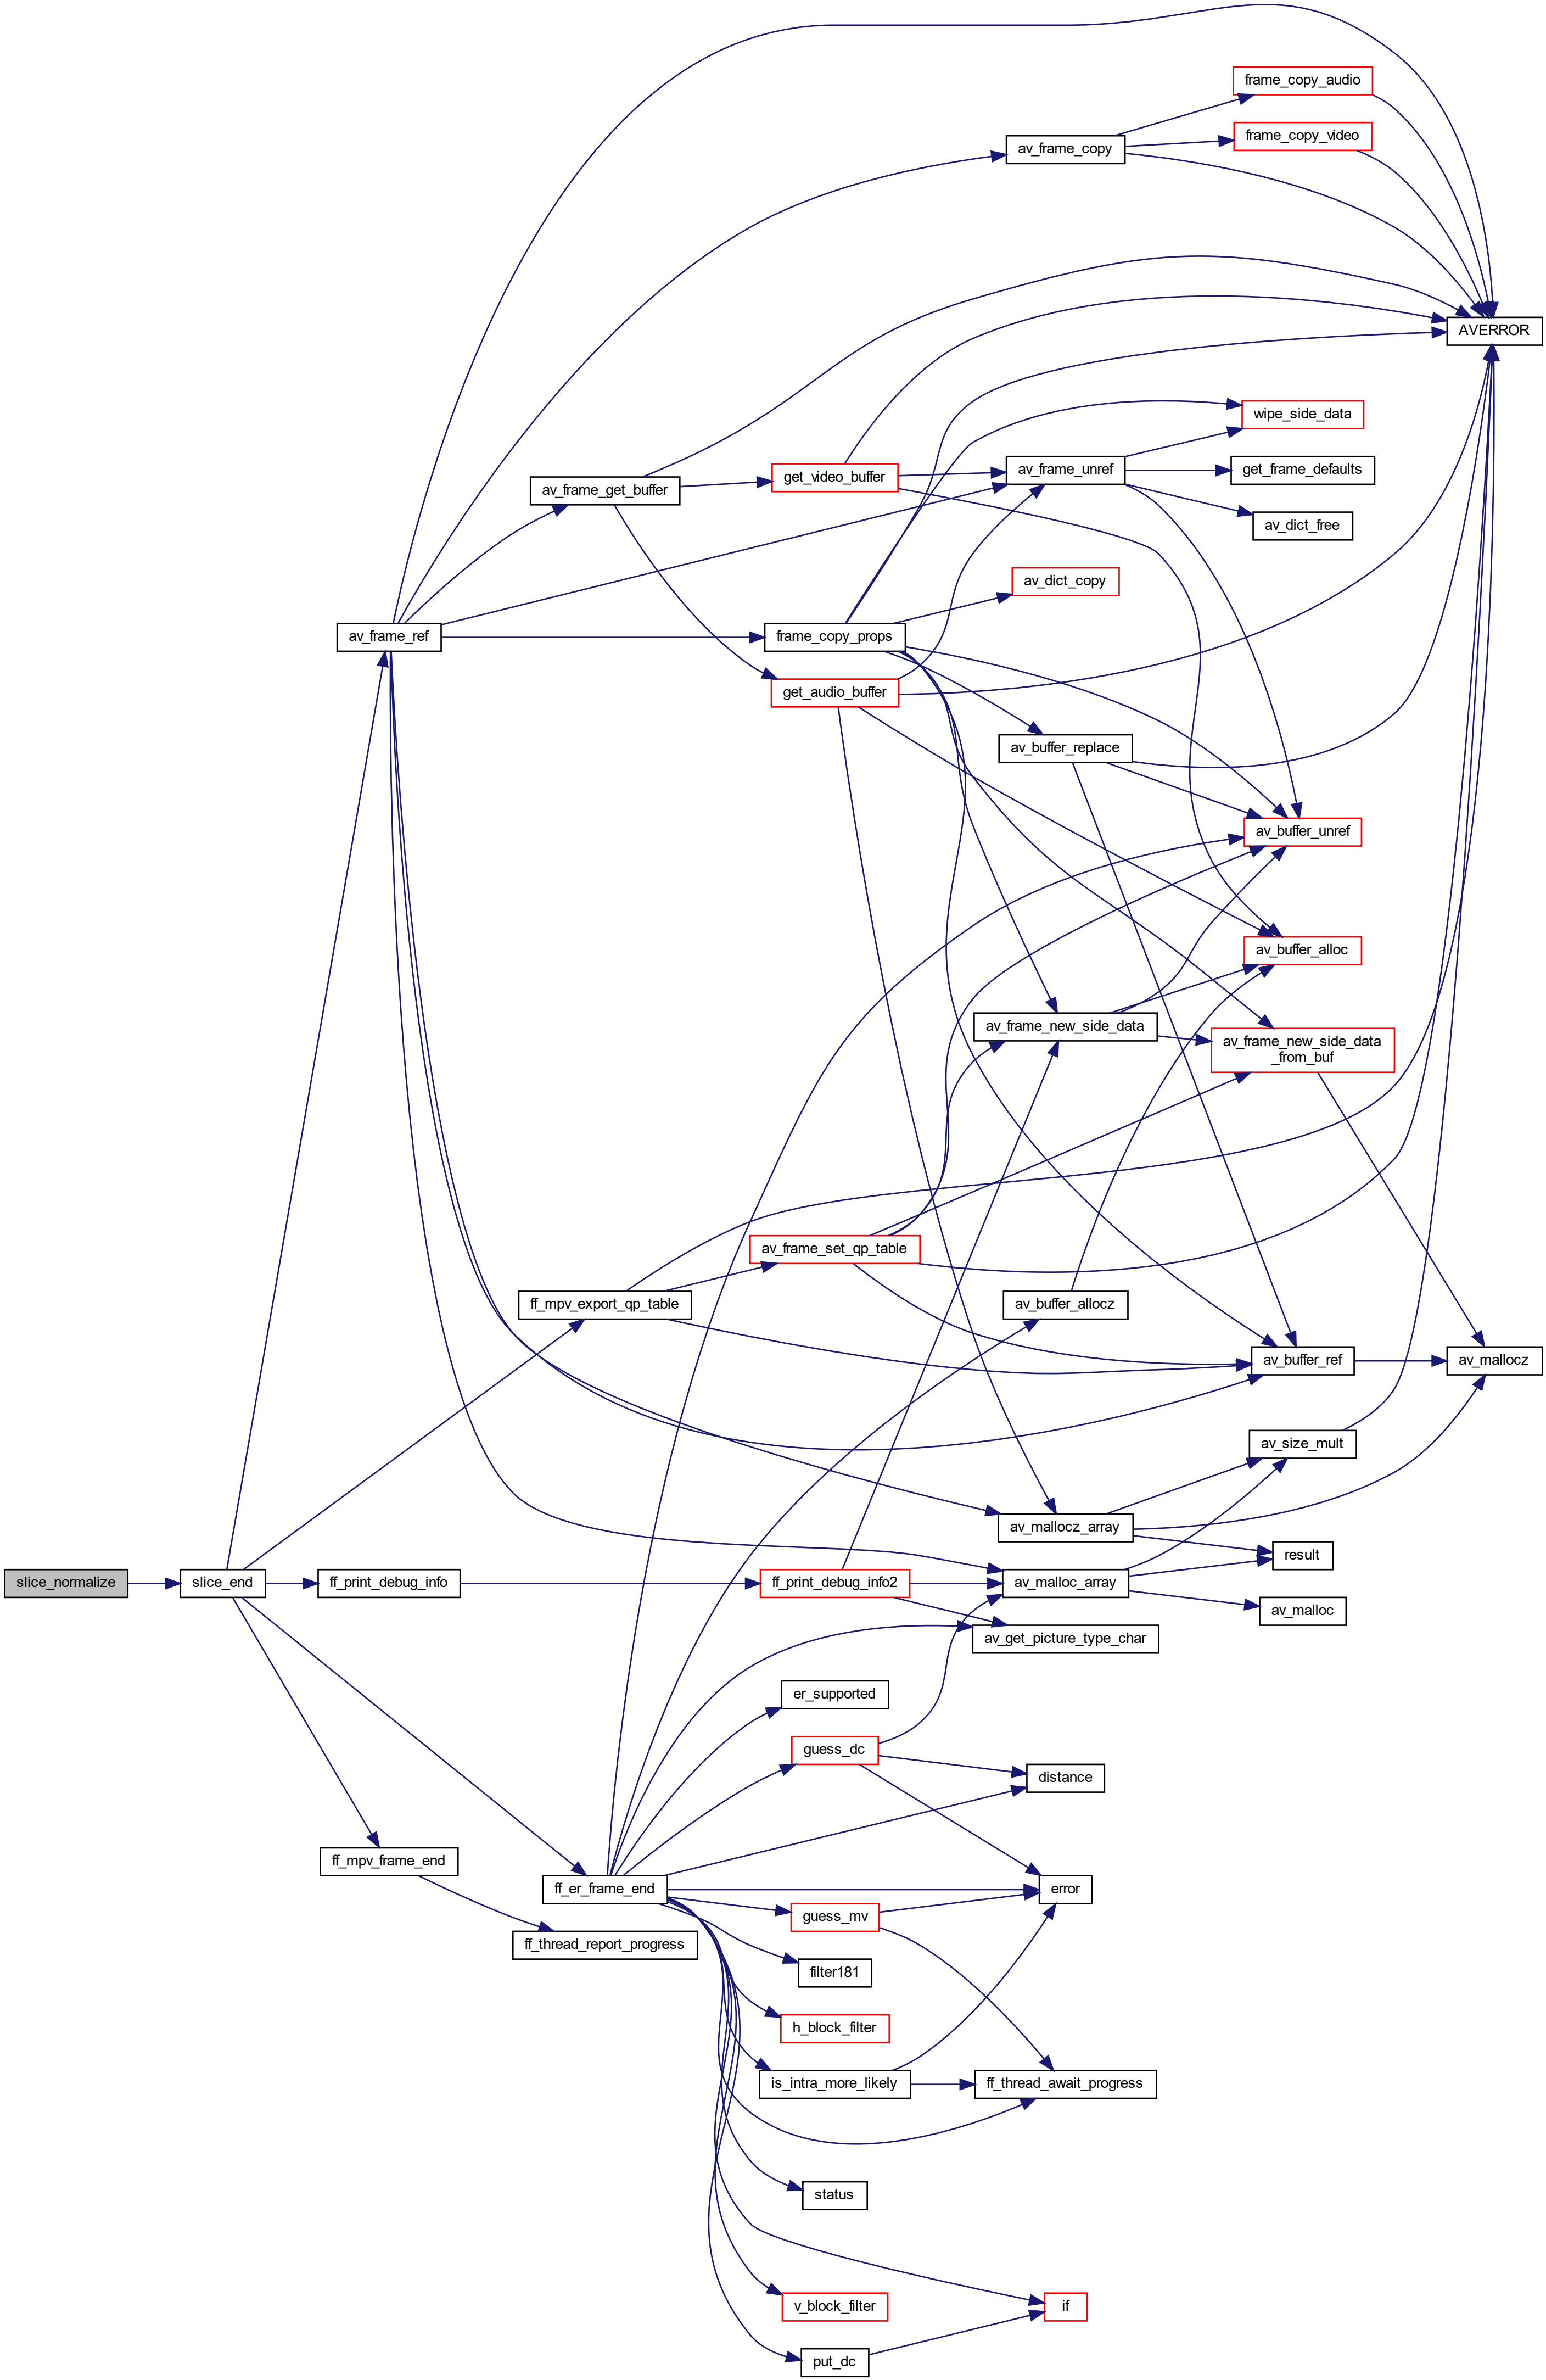 frame_copy_audio
frame_copy_video
av_frame_copy
AVERROR
wipe_side_data
av_frame_unref
get_frame_defaults
get_video_buffer
av_frame_get_buffer
av_dict_free
av_dict_copy
av_frame_ref
frame_copy_props
get_audio_buffer
av_buffer_replace
av_buffer_unref
av_buffer_alloc
av_frame_new_side_data
av_frame_new_side_data
_from_buf
av_frame_set_qp_table
ff_mpv_export_qp_table
av_buffer_allocz
av_buffer_ref
av_mallocz
av_size_mult
av_mallocz_array
result
slice_normalize
slice_end
ff_print_debug_info
ff_print_debug_info2
av_malloc_array
av_malloc
av_get_picture_type_char
er_supported
guess_dc
distance
ff_mpv_frame_end
ff_er_frame_end
error
guess_mv
ff_thread_report_progress
filter181
h_block_filter
is_intra_more_likely
ff_thread_await_progress
status
v_block_filter
if
put_dc